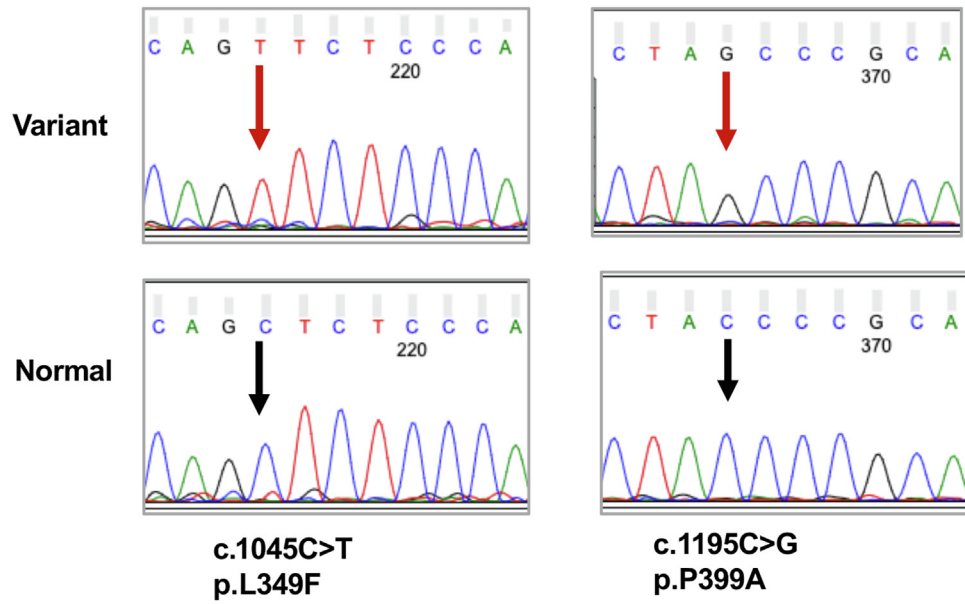 C A G T T C T C C C A
220
C T A G C C C G C A
370
Variant
C A G C T C T C C C A
220
C T A C C C C G C A
370
Normal
c.1045C>T
p.L349F
c.1195C>G
p.P399A